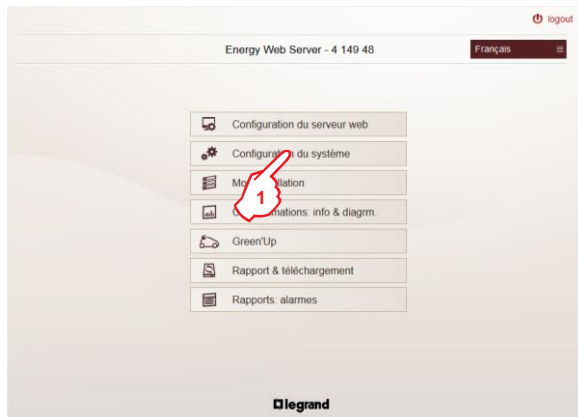 logout
Energy Web Server - 4 149 48
Français
Configuration du serveur web
Configuration du système
1
Green'Up
Rapport & téléchargement
Rapports: alarmes
legrand